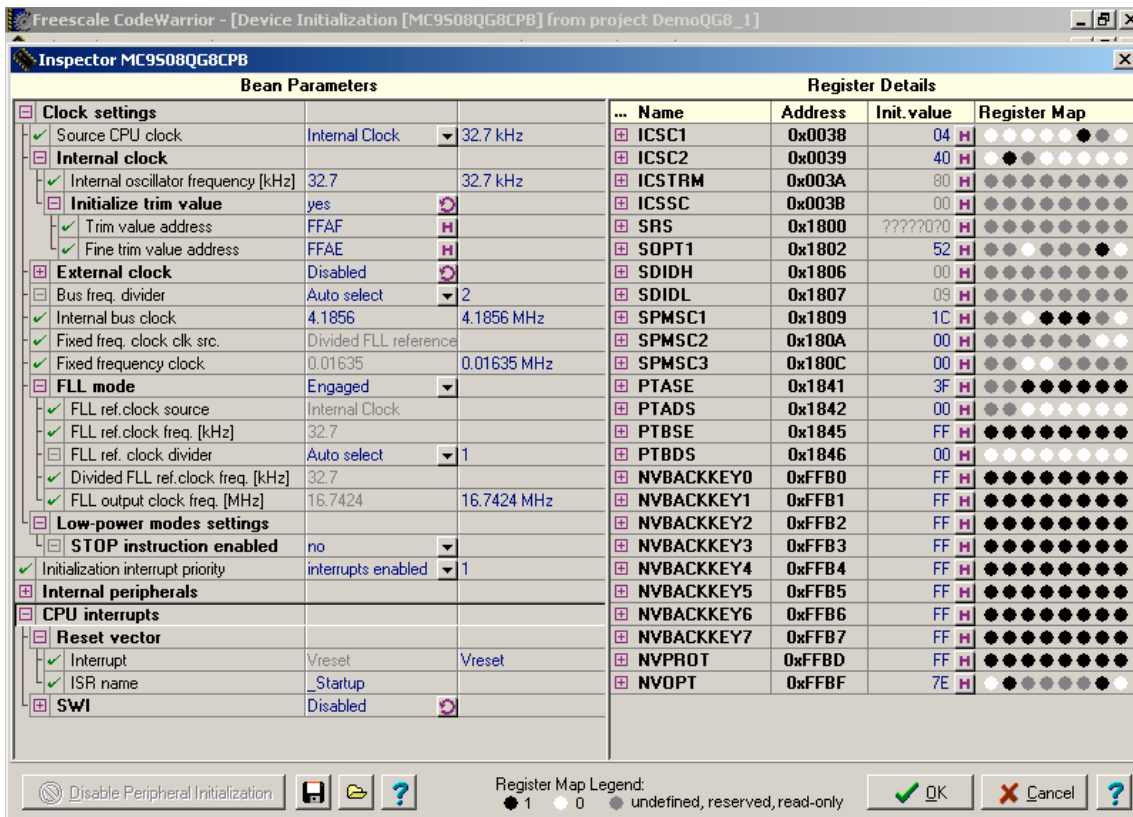 Freescale CodeWarrior - [Device Initialization [MC9S08QG8CPB] from project DemoQG8_1]
Inspector MC9S08QG8CPB
Bean Parameters Register Details
Clock settings ... Name Address Init.value Register Map
Source CPU clock Internal Clock 32.7 kHz ICSC1 0x0038 04 H
Internal clock ICSC2 0x0039 40 H
Internal oscillator frequency [kHz] 32.7 32.7 kHz ICSTRM 0x003A 80 H
Initialize trim value yes ICSSC 0x003B 00 H
Trim value address FFAF H SRS 0x1800 ?????0?0 H
Fine trim value address FFAE H SOPT1 0x1802 52 H
External clock Disabled SDIDH 0x1806 00 H
Bus freq. divider Auto select 2 SDIDL 0x1807 09 H
Internal bus clock 4.1856 4.1856 MHz SPMSC1 0x1809 1C H
Fixed freq. clock clk src. Divided FLL reference SPMSC2 0x180A 00 H
Fixed frequency clock 0.01635 0.01635 MHz SPMSC3 0x180C 00 H
FLL mode Engaged PTASE 0x1841 3F H
FLL ref.clock source Internal Clock PTADS 0x1842 00 H
FLL ref.clock freq. [kHz] 32.7 PTBSE 0x1845 FF H
FLL ref. clock divider Auto select 1 PTBDS 0x1846 00 H
Divided FLL ref.clock freq. [kHz] 32.7 NVBACKKEY0 0xFFB0 FF H
FLL output clock freq. [MHz] 16.7424 16.7424 MHz NVBACKKEY1 0xFFB1 FF H
Low-power modes settings NVBACKKEY2 0xFFB2 FF H
STOP instruction enabled no NVBACKKEY3 0xFFB3 FF H
Initialization interrupt priority interrupts enabled 1 NVBACKKEY4 0xFFB4 FF H
Internal peripherals NVBACKKEY5 0xFFB5 FF H
CPU interrupts NVBACKKEY6 0xFFB6 FF H
Reset vector NVBACKKEY7 0xFFB7 FF H
Interrupt Vreset Vreset NVPROT 0xFFBD FF H
ISR name _Startup NVOPT 0xFFBF 7E H
SWI Disabled
Disable Peripheral Initialization ? Register Map Legend: OK Cancel ?
1 0 undefined, reserved, read-only